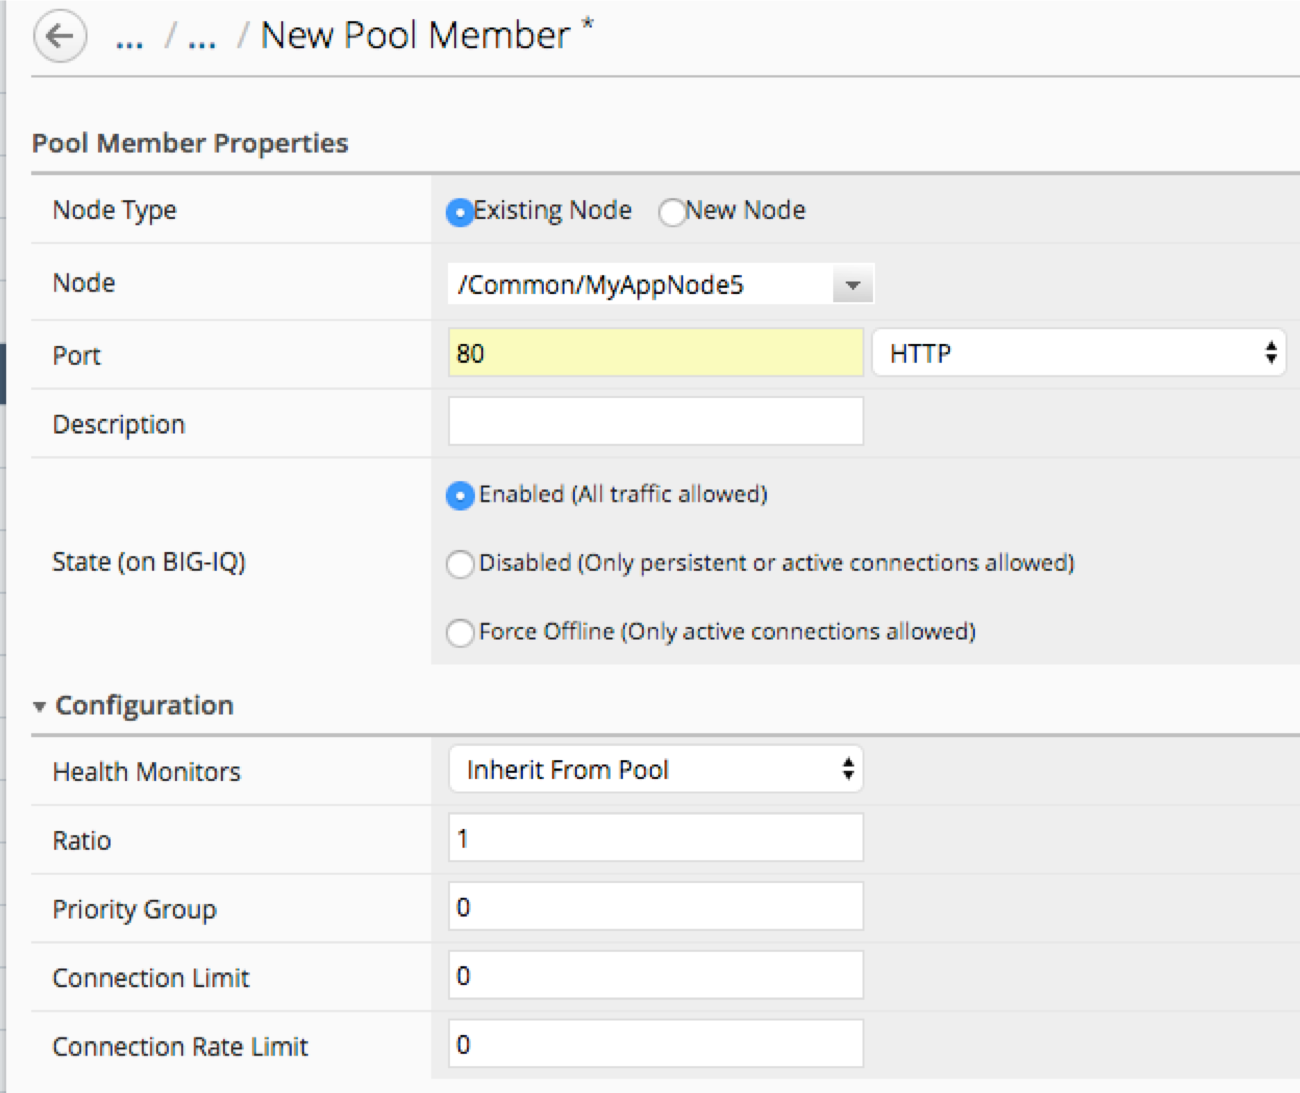 ... / ... / New Pool Member *
Pool Member Properties
Node Type Existing Node New Node
Node /Common/MyAppNode5
Port 80 HTTP
Description
Enabled (All traffic allowed)
State (on BIG-IQ) Disabled (Only persistent or active connections allowed)
Force Offline (Only active connections allowed)
Configuration
Health Monitors Inherit From Pool
Ratio 1
Priority Group 0
Connection Limit 0
Connection Rate Limit 0